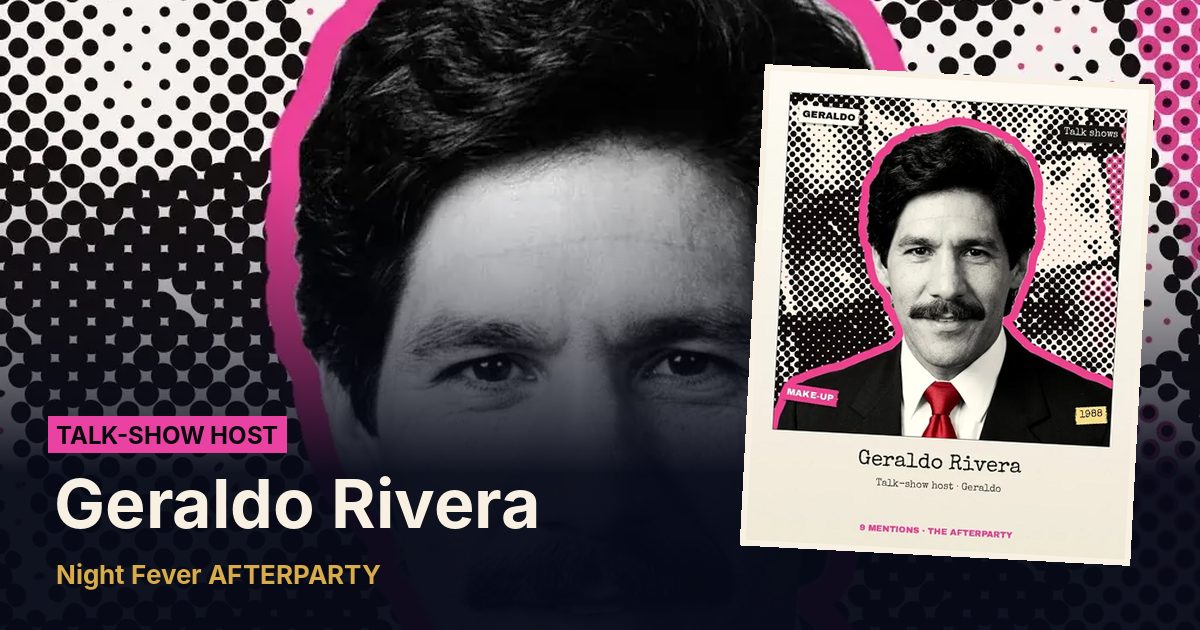 TALK-SHOW HOST
Geraldo Rivera
Night Fever AFTERPARTY
GERALDO
Talk shows
MAKE-UP
1988
Geraldo Rivera
Talk-show host · Geraldo
9 MENTIONS · THE AFTERPARTY